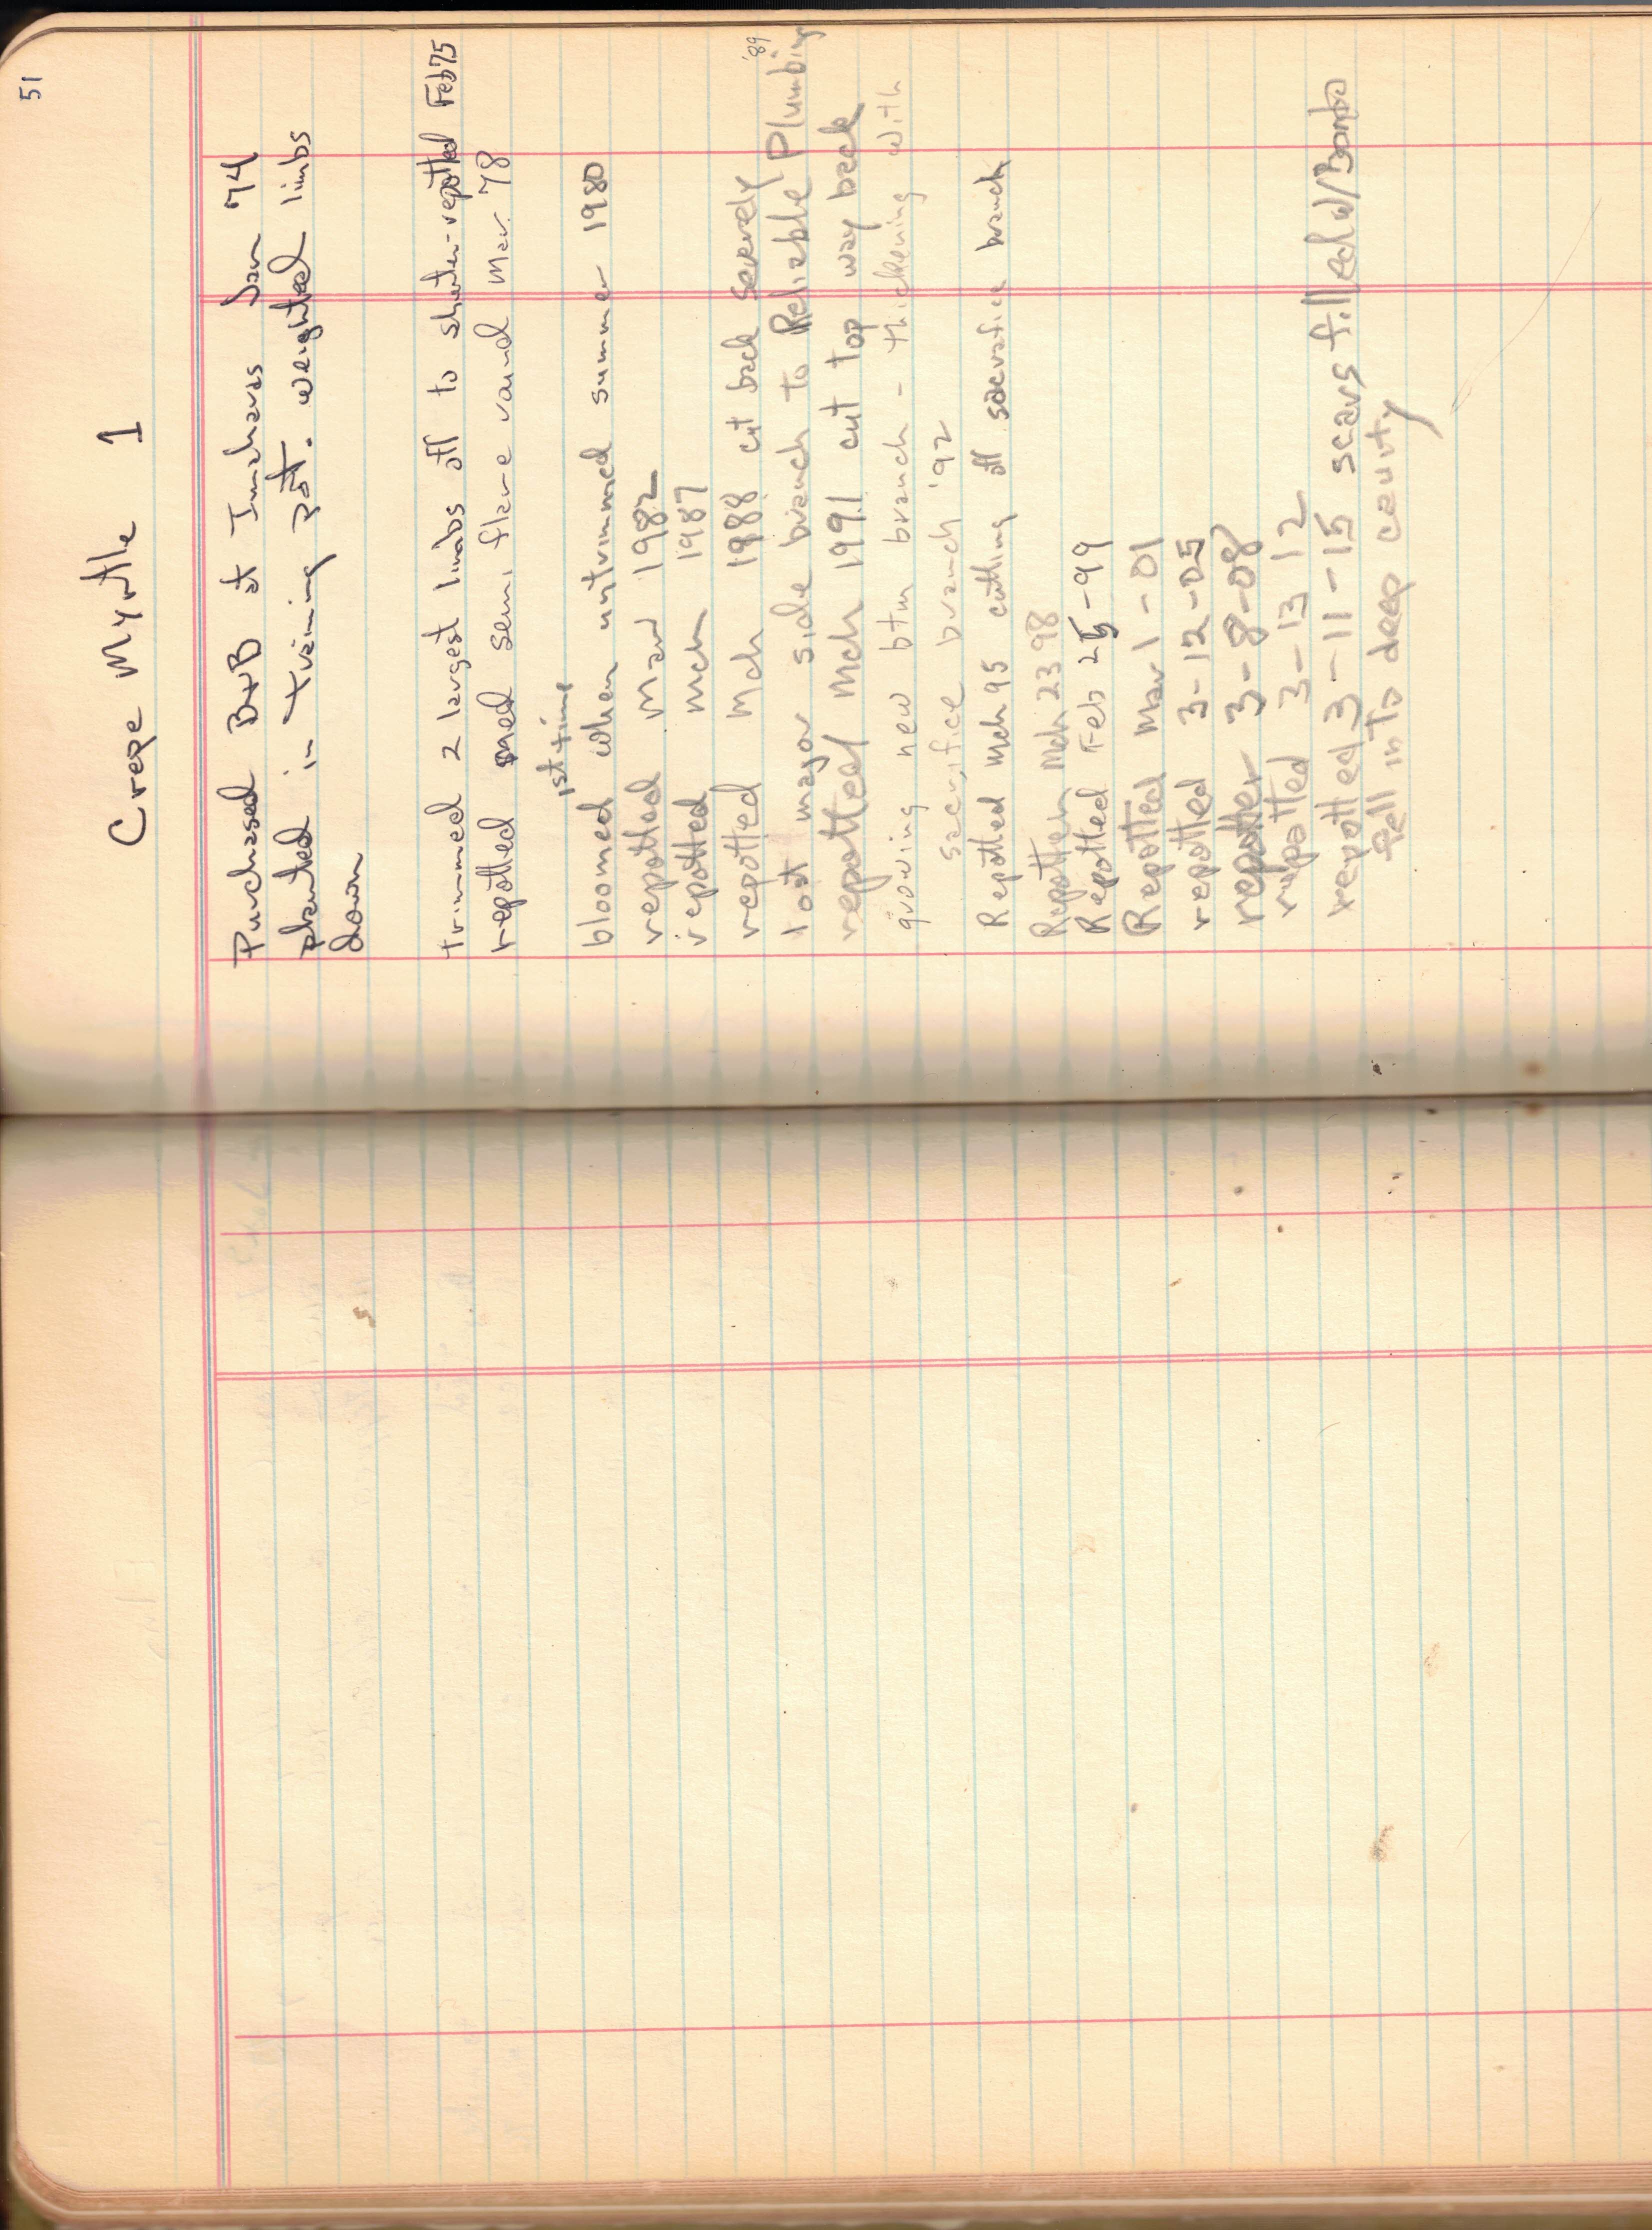 51
Crepe Myrtle 1
Purchased B+B at Imaharas Jan 74
planted in training pot. weighted limbs
down
trimmed 2 largest limbs off to shorten - repotted Feb 75
repotted med semi flare round Mar. 78
1st time
bloomed when untrimmed summer 1980
repotted Mar 1982
repotted mch 1987
repotted Mch 1988 cut back severely
'89
lost major side branch to Reliable Plumbing
repotted Mch 1991 cut top way back
growing new btm branch - thickening with
sacrifice branch '92
Repotted Mch 95 cutting off sacrafice branch
Repotten Mch 23 98
Repotted Feb 25-99
Repotted Mar 1-01
repotted 3-12-05
repotter 3-8-08
repotted 3-13 12
repotted 3-11-15 scars filled w/ Bondo
fell into deep cavity